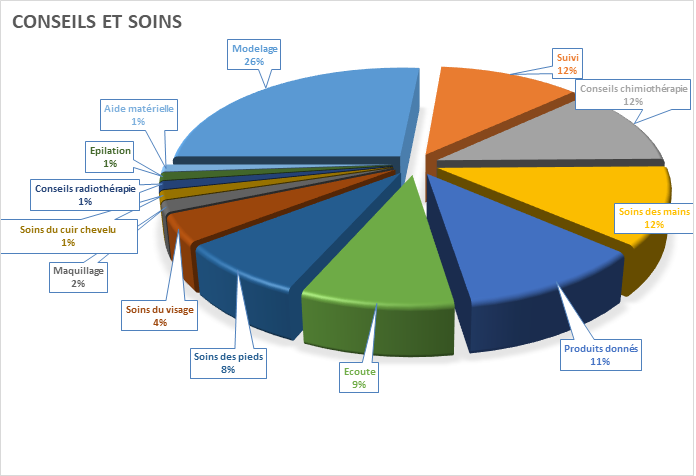 CONSEILS ET SOINS
Modelage
26%
Suivi
12%
Conseils chimiothérapie
12%
Aide matérielle
1%
Epilation
1%
Conseils radiothérapie
1%
Soins du cuir chevelu
1%
Soins des mains
12%
Maquillage
2%
Soins du visage
4%
Soins des pieds
8%
Ecoute
9%
Produits donnés
11%